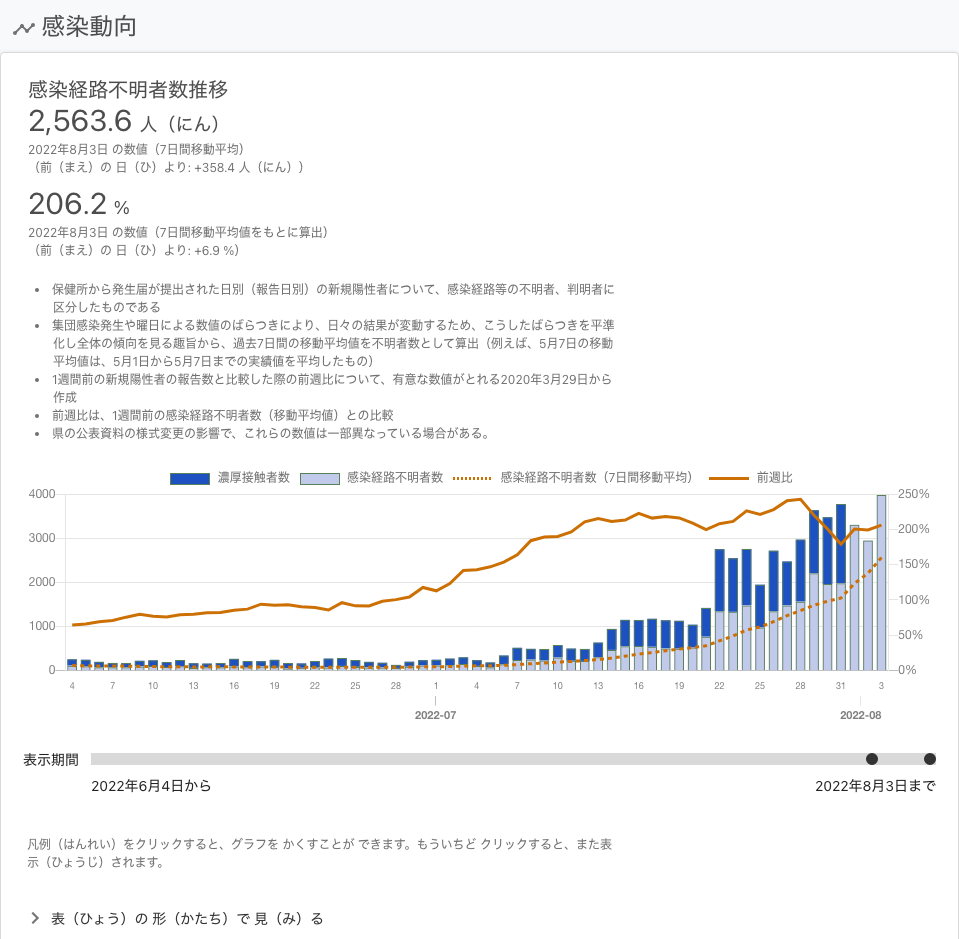 感染動向
感染経路不明者数推移
2,563.6 人（にん）
2022年8月3日 の数値（7日間移動平均）
（前（まえ）の 日（ひ）より: +358.4 人（にん））
206.2 %
2022年8月3日 の数値（7日間移動平均値をもとに算出）
（前（まえ）の 日（ひ）より: +6.9 %）
• 保健所から発生届が提出された日別（報告日別）の新規陽性者について、感染経路等の不明者、判明者に
区分したものである
• 集団感染発生や曜日による数値のばらつきにより、日々の結果が変動するため、こうしたばらつきを平準
化し全体の傾向を見る趣旨から、過去7日間の移動平均値を不明者数として算出（例えば、5月7日の移動
平均値は、5月1日から5月7日までの実績値を平均したもの）
• 1週間前の新規陽性者の報告数と比較した際の前週比について、有意な数値がとれる2020年3月29日から
作成
• 前週比は、1週間前の感染経路不明者数（移動平均値）との比較
• 県の公表資料の様式変更の影響で、これらの数値は一部異なっている場合がある。
濃厚接触者数 感染経路不明者数 感染経路不明者数（7日間移動平均） 前週比
4000 250%
200%
3000
150%
2000
100%
1000
50%
0 0%
4 7 10 13 16 19 22 25 28 1 4 7 10 13 16 19 22 25 28 31 3
2022-07 2022-08
表示期間
2022年6月4日から 2022年8月3日まで
凡例（はんれい）をクリックすると、グラフを かくすことが できます。もういちど クリックすると、また表
示（ひょうじ）されます。
表（ひょう）の 形（かたち）で 見（み）る